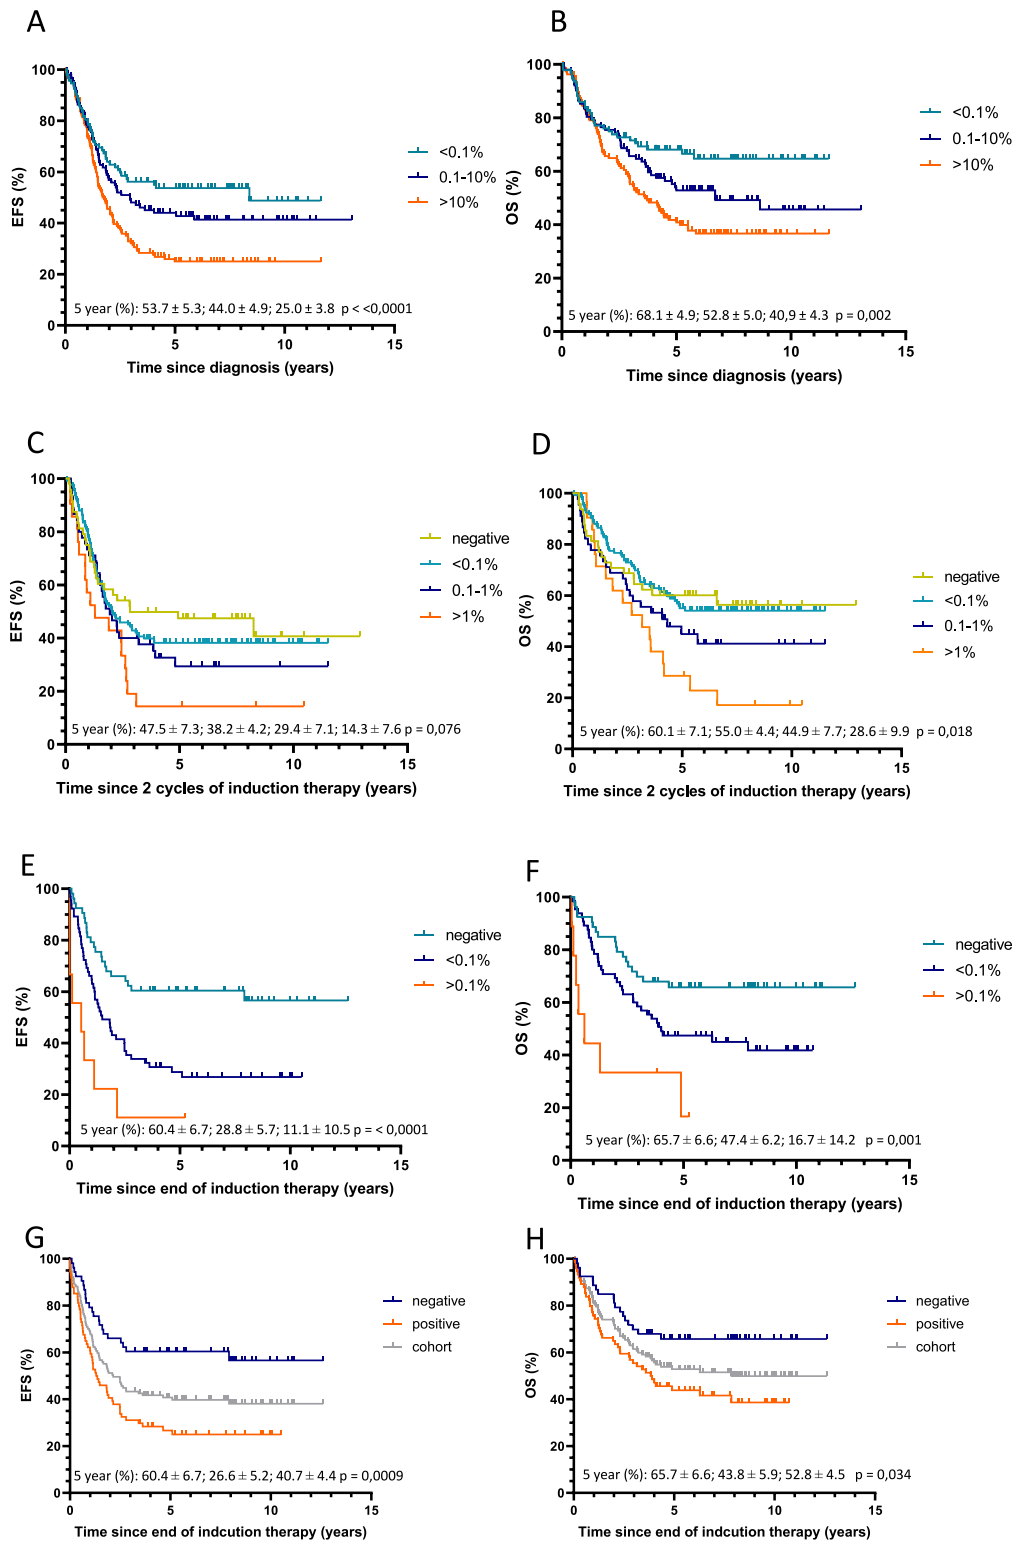 A
EFS (%)
100
80
60
40
20
0
<0.1%
0.1-10%
>10%
5 year (%): 53.7 ± 5.3; 44.0 ± 4.9; 25.0 ± 3.8 p < <0,0001
0 5 10 15
Time since diagnosis (years)
B
OS (%)
100
80
60
40
20
0
<0.1%
0.1-10%
>10%
5 year (%): 68.1 ± 4.9; 52.8 ± 5.0; 40,9 ± 4.3 p = 0,002
0 5 10 15
Time since diagnosis (years)
C
EFS (%)
100
80
60
40
20
0
negative
<0.1%
0.1-1%
>1%
5 year (%): 47.5 ± 7.3; 38.2 ± 4.2; 29.4 ± 7.1; 14.3 ± 7.6 p = 0,076
0 5 10 15
Time since 2 cycles of induction therapy (years)
D
OS (%)
100
80
60
40
20
0
negative
<0.1%
0.1-1%
>1%
5 year (%): 60.1 ± 7.1; 55.0 ± 4.4; 44.9 ± 7.7; 28.6 ± 9.9 p = 0,018
0 5 10 15
Time since 2 cycles of induction therapy (years)
E
EFS (%)
100
80
60
40
20
0
negative
<0.1%
>0.1%
5 year (%): 60.4 ± 6.7; 28.8 ± 5.7; 11.1 ± 10.5 p = < 0,0001
0 5 10 15
Time since end of induction therapy (years)
F
OS (%)
100
80
60
40
20
0
negative
<0.1%
>0.1%
5 year (%): 65.7 ± 6.6; 47.4 ± 6.2; 16.7 ± 14.2 p = 0,001
0 5 10 15
Time since end of induction therapy (years)
G
EFS (%)
100
80
60
40
20
0
negative
positive
cohort
5 year (%): 60.4 ± 6.7; 26.6 ± 5.2; 40.7 ± 4.4 p = 0,0009
0 5 10 15
Time since end of indcution therapy (years)
H
OS (%)
100
80
60
40
20
0
negative
positive
cohort
5 year (%): 65.7 ± 6.6; 43.8 ± 5.9; 52.8 ± 4.5 p = 0,034
0 5 10 15
Time since end of induction therapy (years)